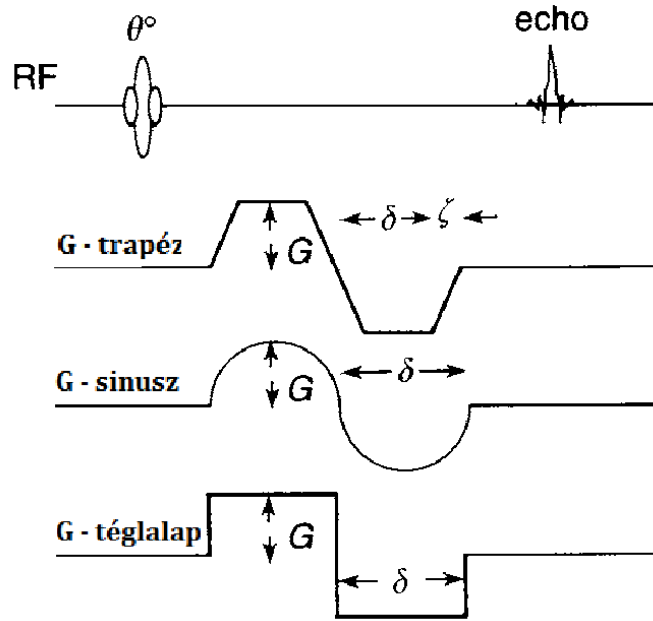 θ° echo
RF
δ ζ
G - trapéz G
G - sinusz G δ
G - téglalap G δ